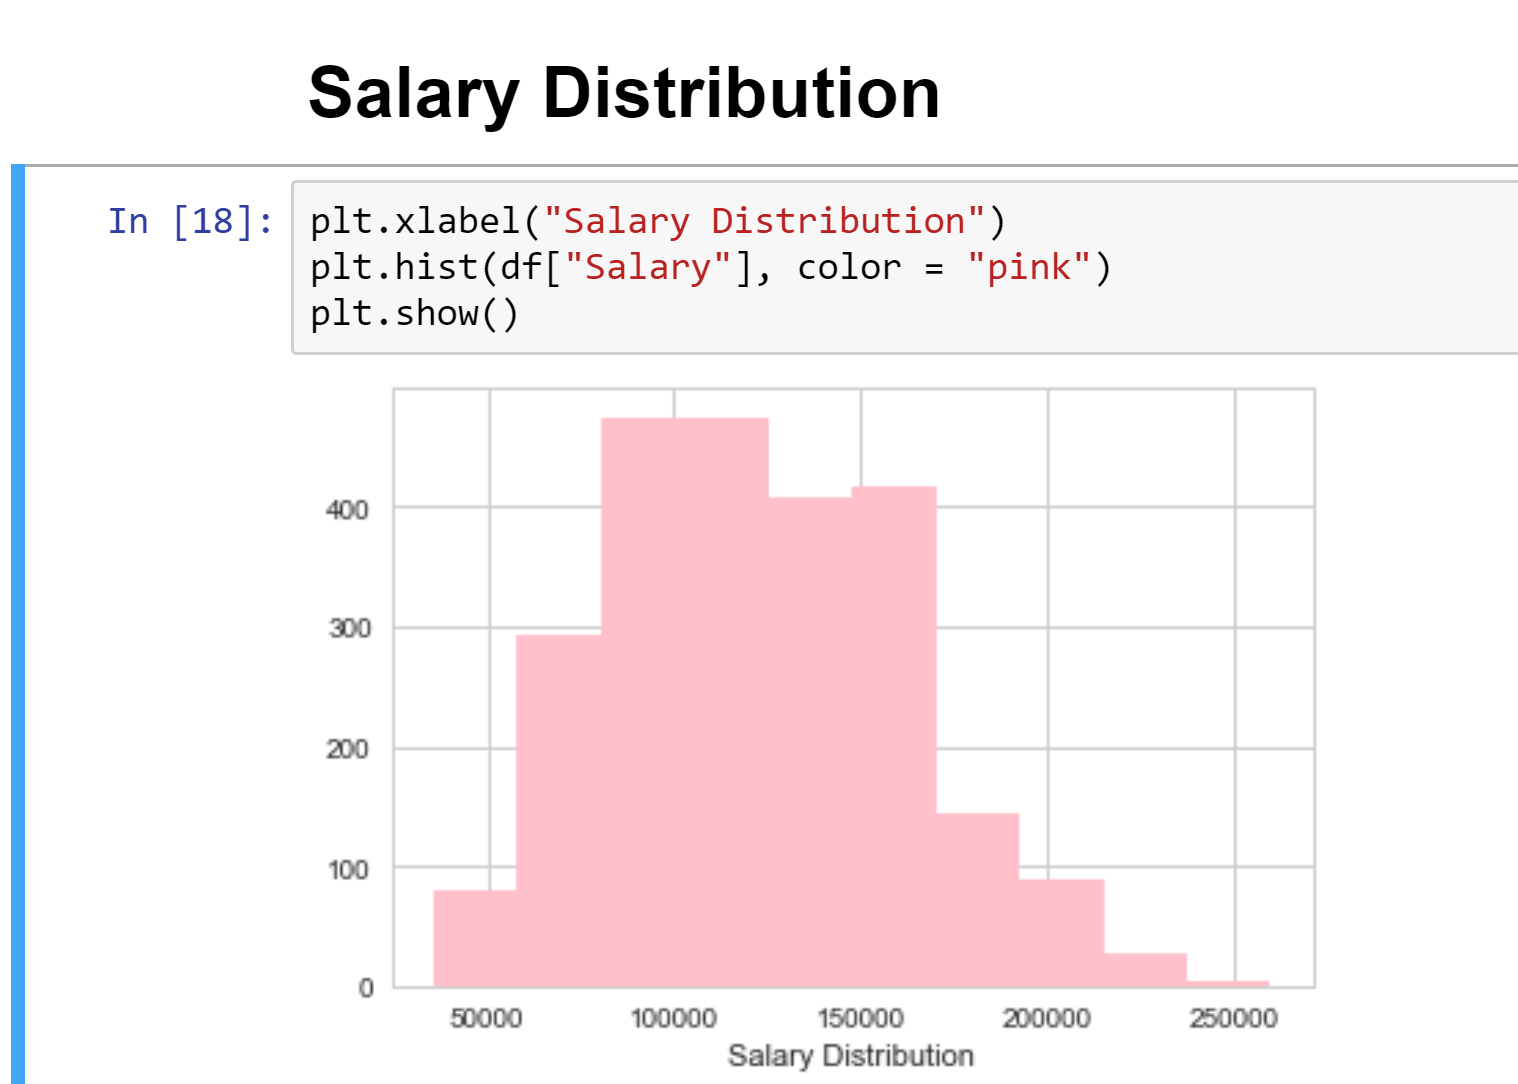 Salary Distribution
In [18]:
plt.xlabel("Salary Distribution")
plt.hist(df["Salary"], color = "pink")
plt.show()
400
300
200
100
0
50000 100000 150000 200000 250000
Salary Distribution